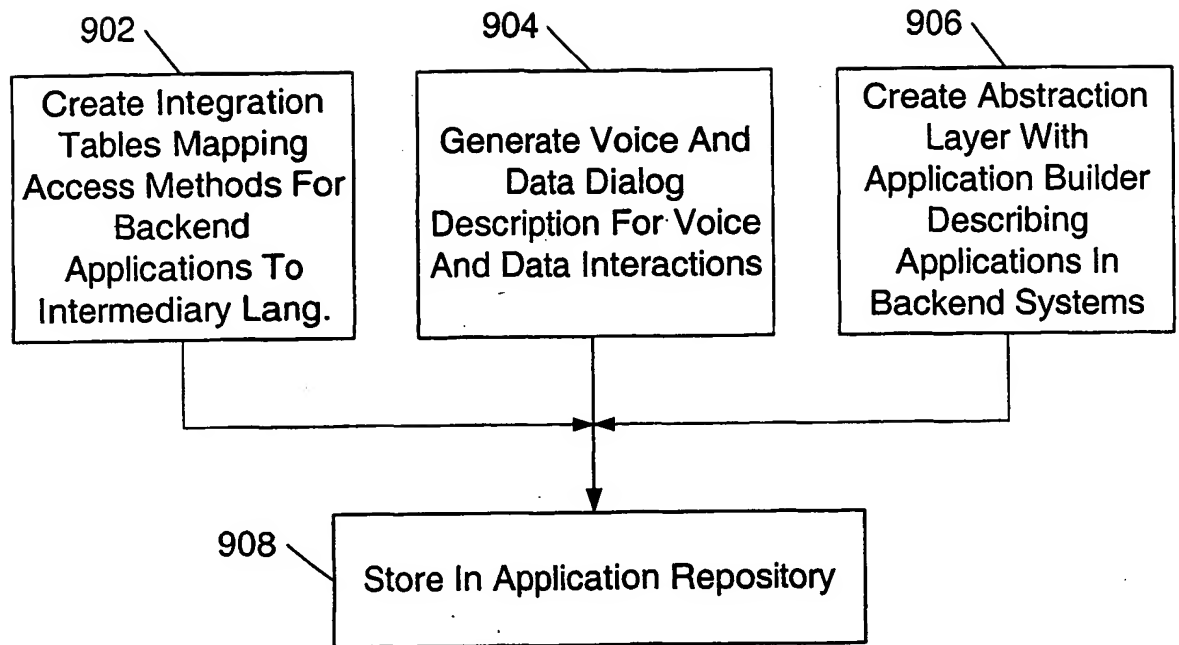 902
904
906
Create Integration
Tables Mapping
Access Methods For
Backend
Applications To
Intermediary Lang.
Generate Voice And
Data Dialog
Description For Voice
And Data Interactions
Create Abstraction
Layer With
Application Builder
Describing
Applications In
Backend Systems
908
Store In Application Repository